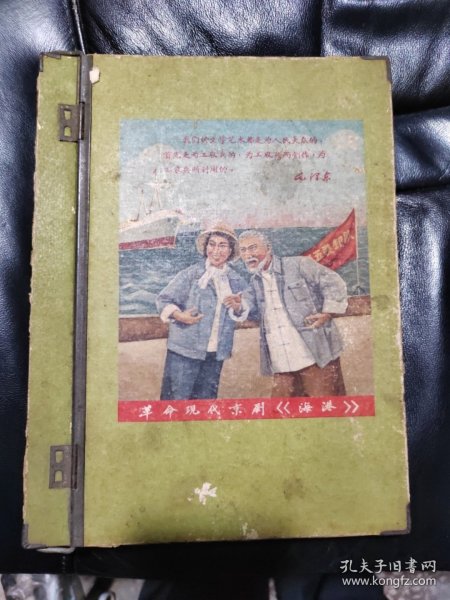 我们的文学艺术都是为人民大众的，
首先是为工农兵的，为工农兵而创作，为
工农兵所利用的。
毛泽东
革命现代京剧《海港》
孔夫子旧书网
www.kongfz.com